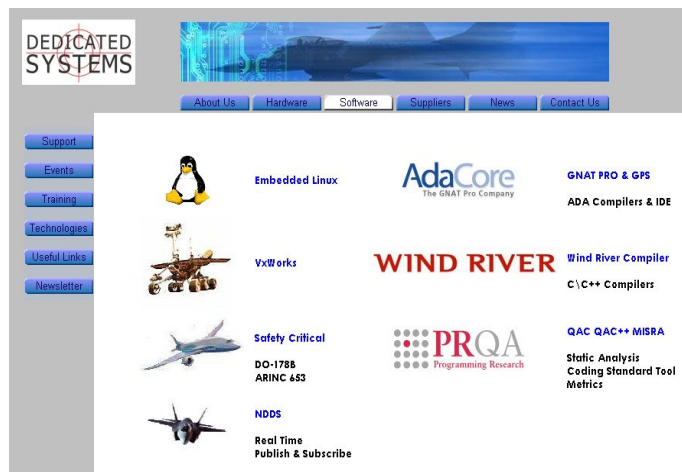 DEDICATED
SYSTEMS
About Us
Hardware
Software
Suppliers
News
Contact Us
Support
Events
Training
Technologies
Useful Links
Newsletter
Embedded Linux
VxWorks
Safety Critical
DO-178B
ARINC 653
NDDS
Real Time
Publish & Subscribe
AdaCore
The GNAT Pro Company
GNAT PRO & GPS
ADA Compilers & IDE
WIND RIVER
Wind River Compiler
C\C++ Compilers
PRQA
Programming Research
QAC QAC++ MISRA
Static Analysis
Coding Standard Tool
Metrics